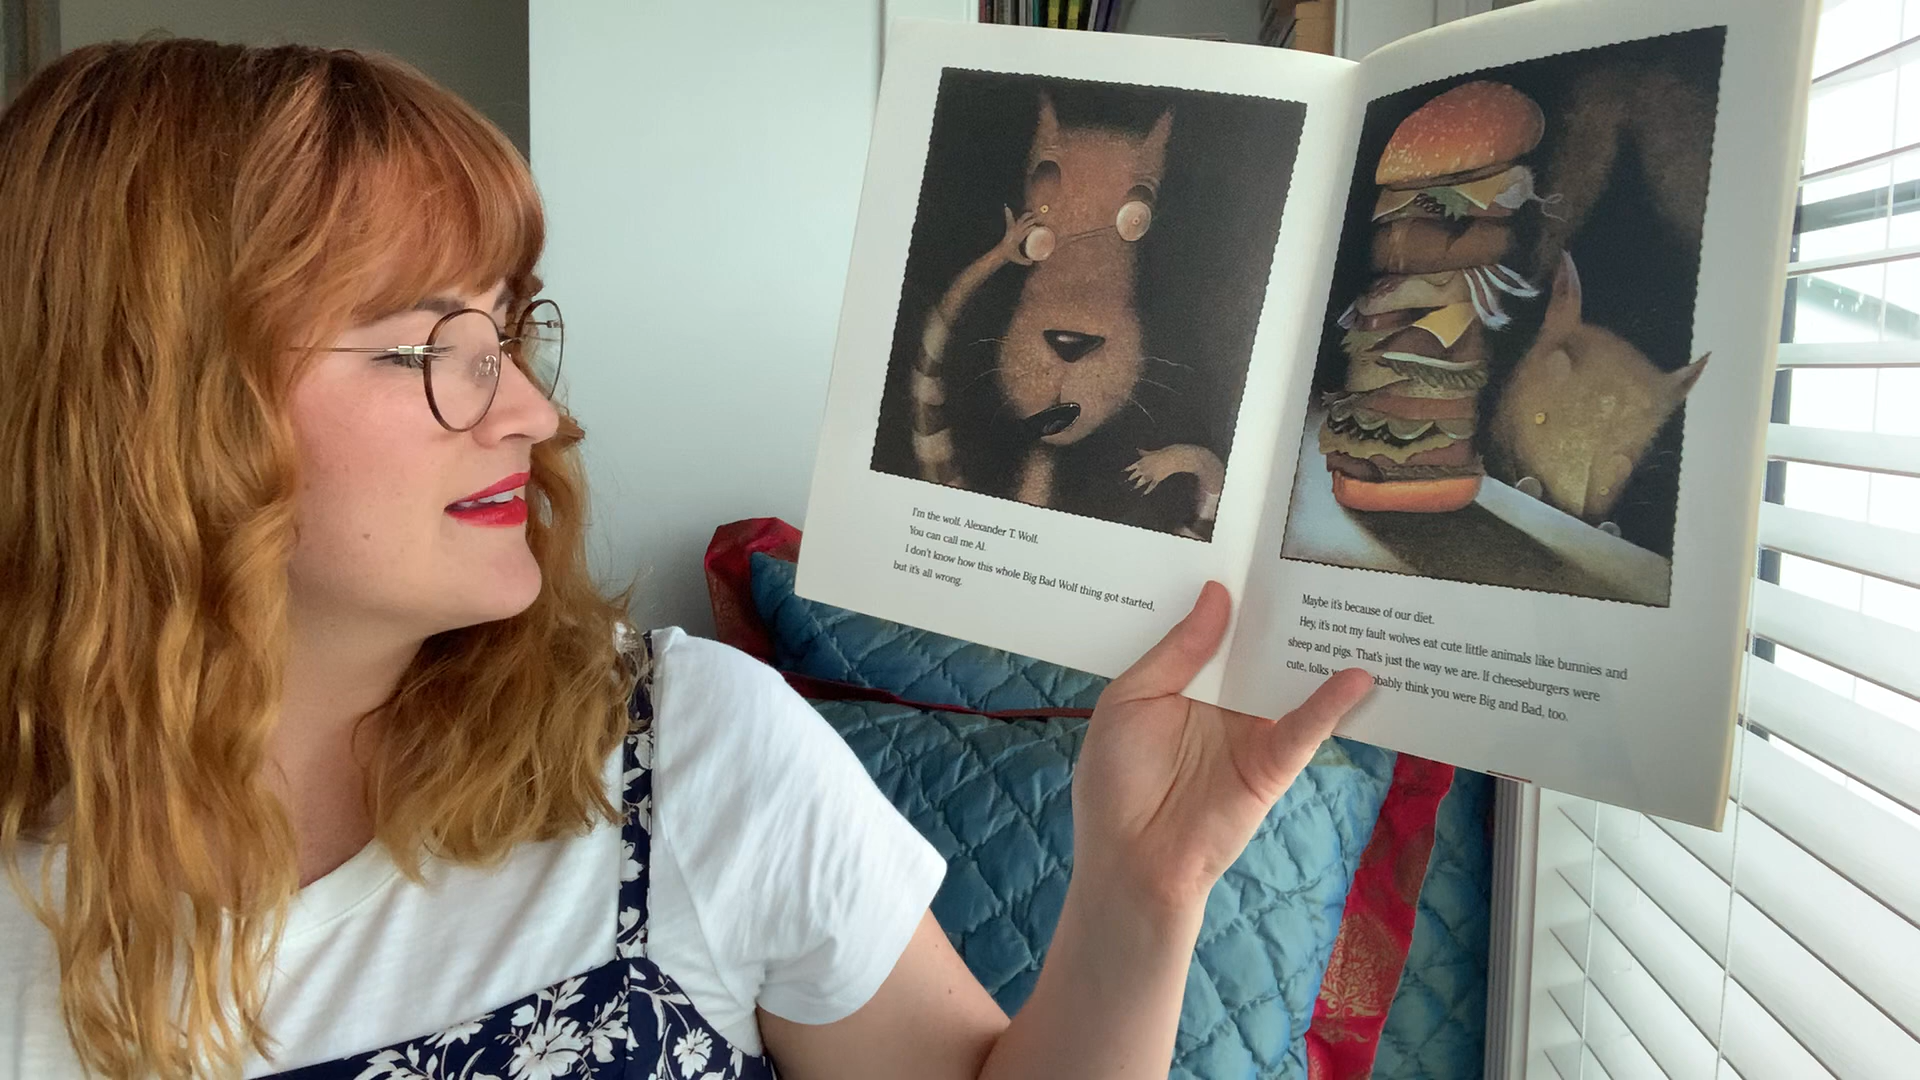 I'm the wolf. Alexander T. Wolf.
You can call me Al.
I don't know how this whole Big Bad Wolf thing got started,
but it's all wrong.
Maybe it's because of our diet.
Hey, it's not my fault wolves eat cute little animals like bunnies and
sheep and pigs. That's just the way we are. If cheeseburgers were
cute, folks think you were Big and Bad, too.